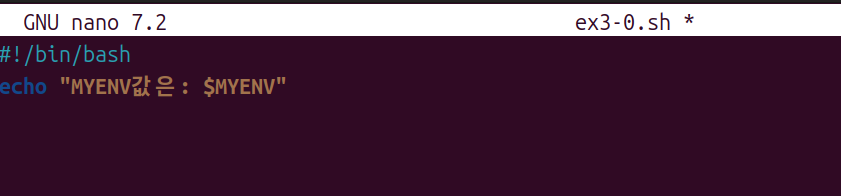 GNU nano 7.2 ex3-0.sh *
#!/bin/bash
echo "MYENV값은: $MYENV"